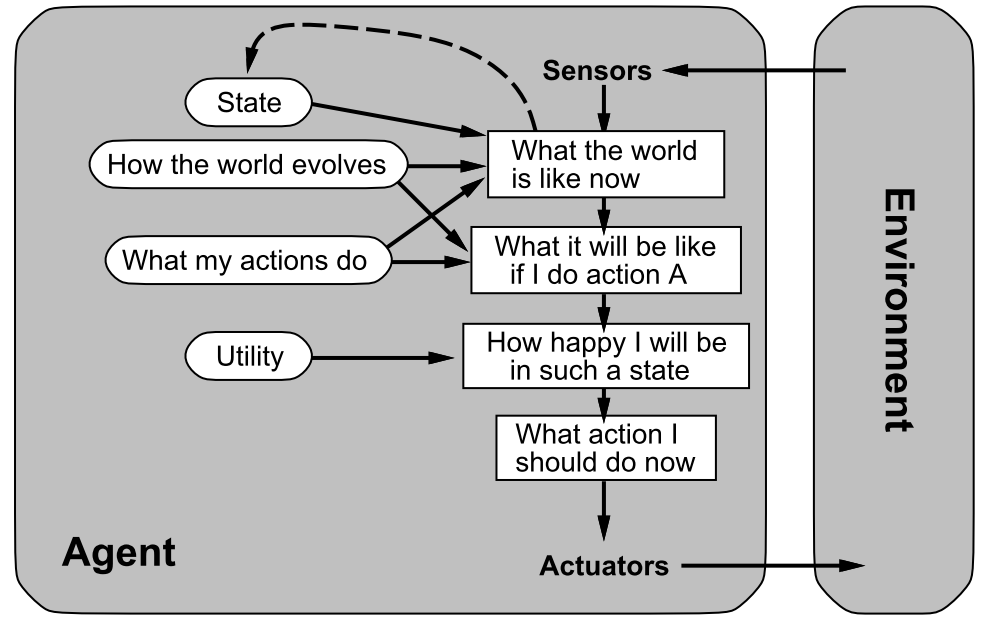 Sensors
State
What the world
is like now
How the world evolves
What my actions do
What it will be like
if I do action A
Utility
How happy I will be
in such a state
What action I
should do now
Agent
Actuators
Environment